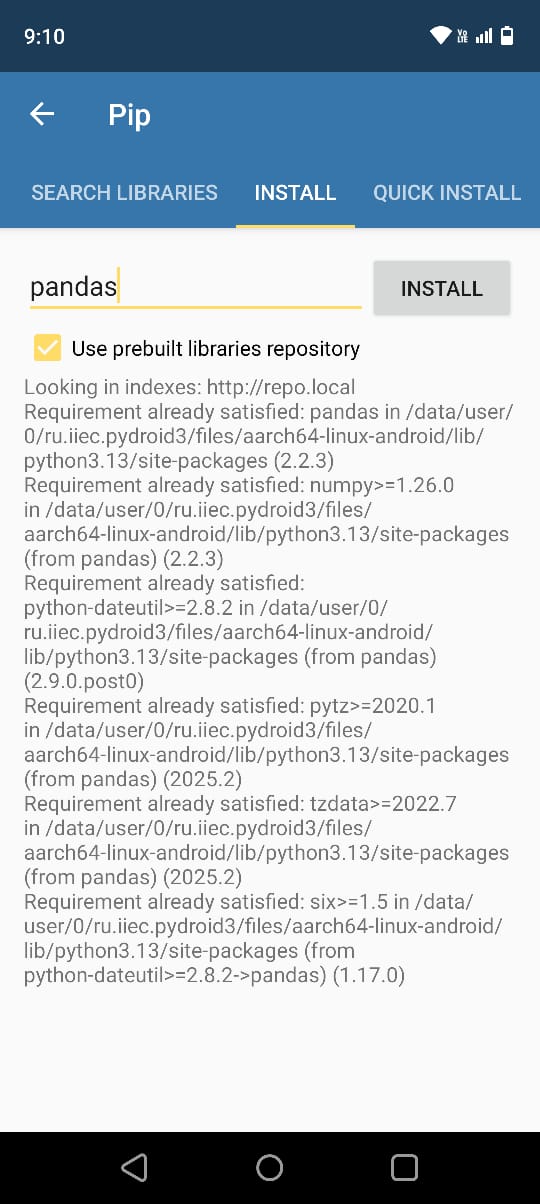 9:10
Vo LTE
Pip
SEARCH LIBRARIES INSTALL QUICK INSTALL
pandas INSTALL
Use prebuilt libraries repository
Looking in indexes: http://repo.local
Requirement already satisfied: pandas in /data/user/
0/ru.iiec.pydroid3/files/aarch64-linux-android/lib/
python3.13/site-packages (2.2.3)
Requirement already satisfied: numpy>=1.26.0
in /data/user/0/ru.iiec.pydroid3/files/
aarch64-linux-android/lib/python3.13/site-packages
(from pandas) (2.2.3)
Requirement already satisfied:
python-dateutil>=2.8.2 in /data/user/0/
ru.iiec.pydroid3/files/aarch64-linux-android/
lib/python3.13/site-packages (from pandas)
(2.9.0.post0)
Requirement already satisfied: pytz>=2020.1
in /data/user/0/ru.iiec.pydroid3/files/
aarch64-linux-android/lib/python3.13/site-packages
(from pandas) (2025.2)
Requirement already satisfied: tzdata>=2022.7
in /data/user/0/ru.iiec.pydroid3/files/
aarch64-linux-android/lib/python3.13/site-packages
(from pandas) (2025.2)
Requirement already satisfied: six>=1.5 in /data/
user/0/ru.iiec.pydroid3/files/aarch64-linux-android/
lib/python3.13/site-packages (from
python-dateutil>=2.8.2->pandas) (1.17.0)